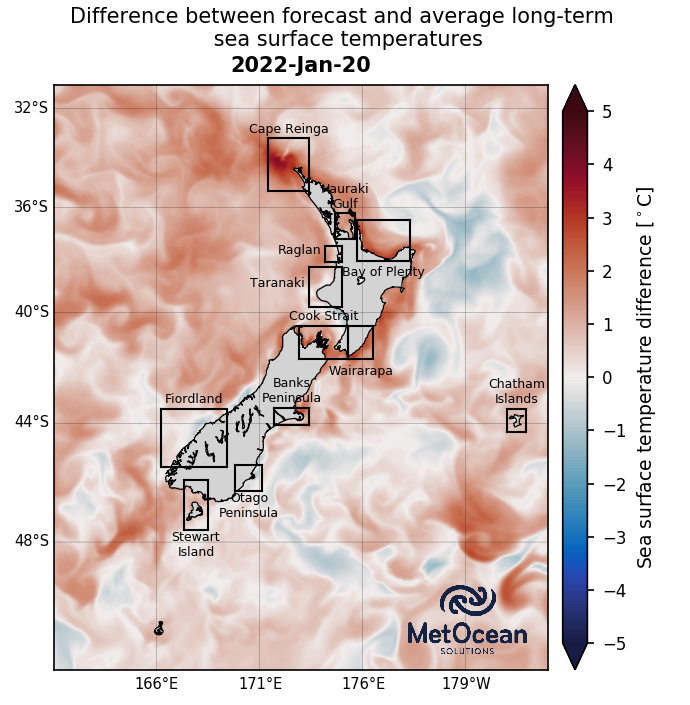 Difference between forecast and average long-term
sea surface temperatures
2022-Jan-20
32°S
36°S
40°S
44°S
48°S
Cape Reinga
Hauraki
Gulf
Raglan
Bay of Plenty
Taranaki
Cook Strait
Wairarapa
Banks
Peninsula
Fiordland
Chatham
Islands
Otago
Peninsula
Stewart
Island
MetOcean
SOLUTIONS
166°E
171°E
176°E
179°W
5
4
3
2
1
0
−1
−2
−3
−4
−5
Sea surface temperature difference [°C]